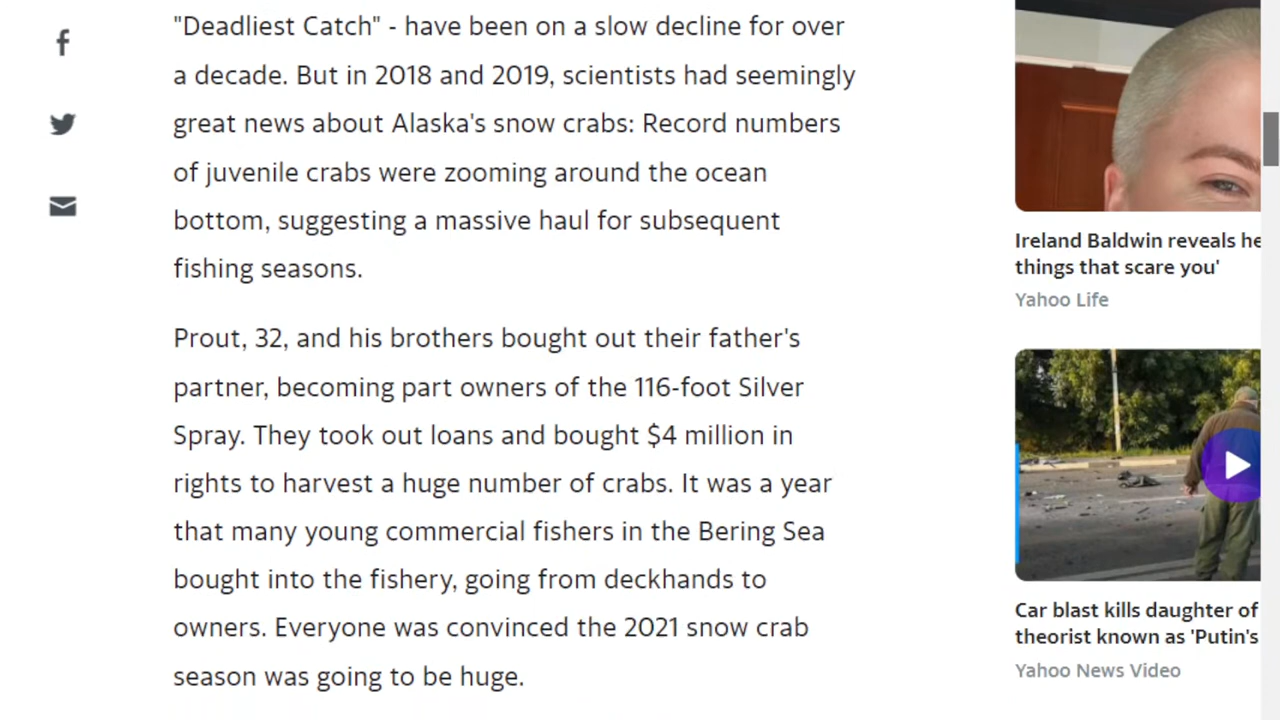 "Deadliest Catch" - have been on a slow decline for over
a decade. But in 2018 and 2019, scientists had seemingly
great news about Alaska's snow crabs: Record numbers
of juvenile crabs were zooming around the ocean
bottom, suggesting a massive haul for subsequent
fishing seasons.
Prout, 32, and his brothers bought out their father's
partner, becoming part owners of the 116-foot Silver
Spray. They took out loans and bought $4 million in
rights to harvest a huge number of crabs. It was a year
that many young commercial fishers in the Bering Sea
bought into the fishery, going from deckhands to
owners. Everyone was convinced the 2021 snow crab
season was going to be huge.
Ireland Baldwin reveals he
things that scare you'
Yahoo Life
Car blast kills daughter of
theorist known as 'Putin's
Yahoo News Video